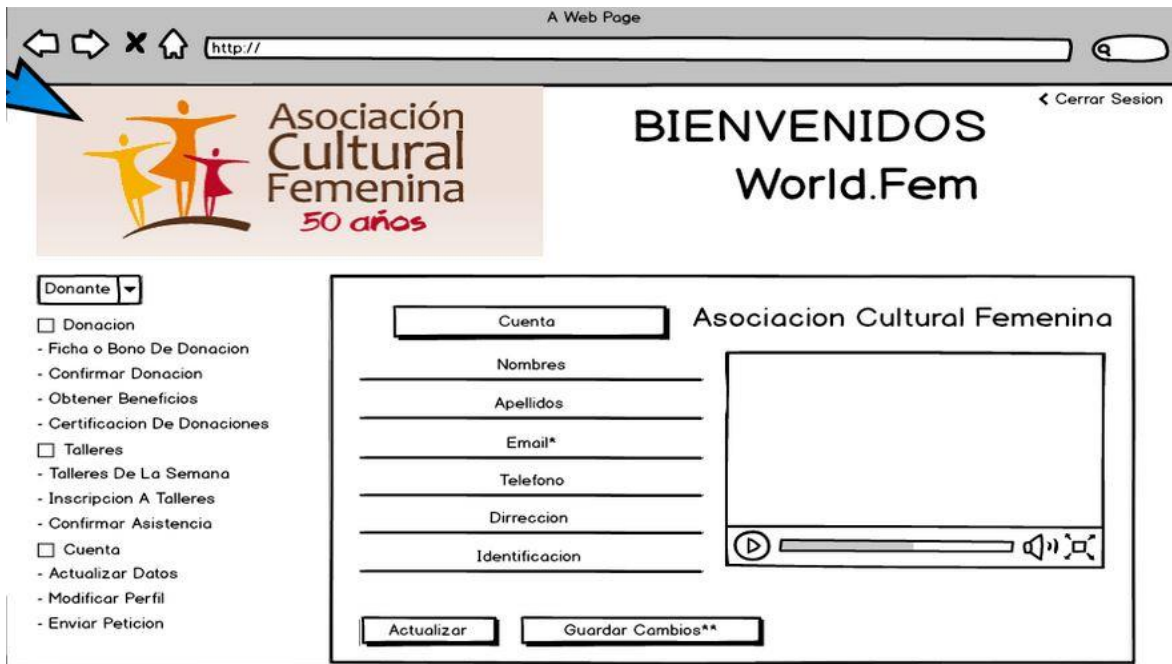 A Web Page
http://
Cerrar Sesion
Asociación
Cultural
Femenina
50 años
BIENVENIDOS
World.Fem
Donante
Donacion
- Ficha o Bono De Donacion
- Confirmar Donacion
- Obtener Beneficios
- Certificacion De Donaciones
Talleres
- Talleres De La Semana
- Inscripcion A Talleres
- Confirmar Asistencia
Cuenta
- Actualizar Datos
- Modificar Perfil
- Enviar Peticion
Cuenta
Nombres
Apellidos
Email*
Telefono
Dirreccion
Identificacion
Actualizar
Guardar Cambios**
Asociacion Cultural Femenina